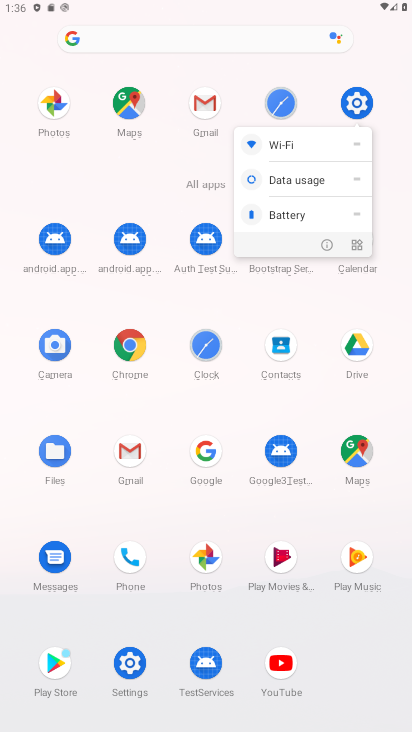 1:36
Photos
Maps
Gmail
Wi-Fi
Data usage
Battery
All apps
android.app....
android.app....
Auth Test Su...
Bootstrap Ser...
Calendar
Camera
Chrome
Clock
Contacts
Drive
Files
Gmail
Google
Google3Test...
Maps
Messages
Phone
Photos
Play Movies &...
Play Music
Play Store
Settings
TestServices
YouTube